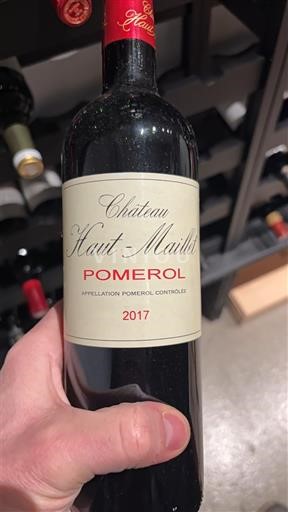 Château
Haut-Maillet
POMEROL
APPELLATION POMEROL CONTRÔLÉE
2017